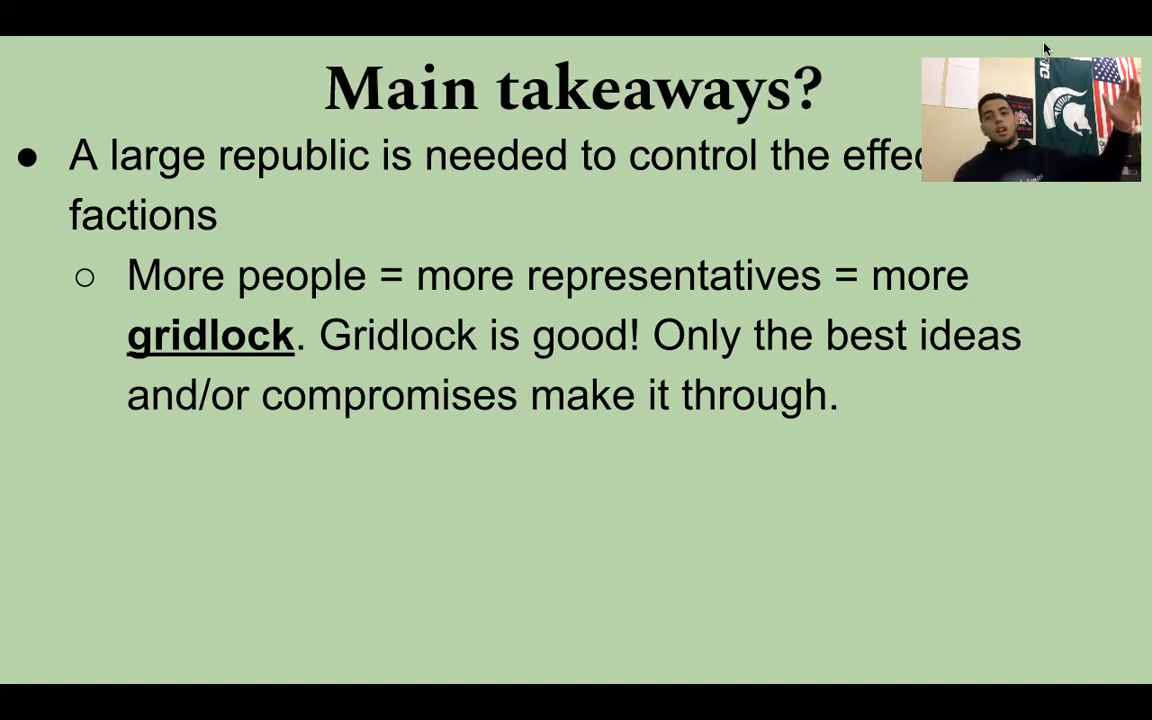 Main takeaways?
● A large republic is needed to control the
factions
○ More people = more representatives = more
gridlock. Gridlock is good! Only the best ideas
and/or compromises make it through.